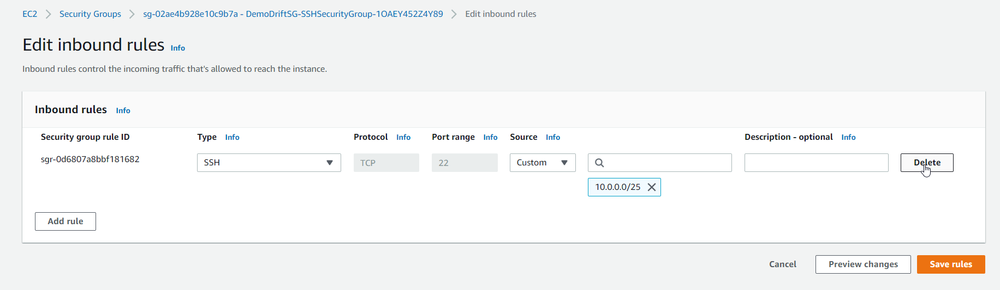 EC2 > Security Groups > sg-02ae4b928e10c9b7a - DemoDriftSG-SSHSecurityGroup-1OAEY452Z4Y89 > Edit inbound rules
Edit inbound rules Info
Inbound rules control the incoming traffic that's allowed to reach the instance.
Inbound rules Info
Security group rule ID Type Info Protocol Info Port range Info Source Info Description - optional Info
sgr-0d6807a8bbf181682 SSH TCP 22 Custom Delete
10.0.0.0/25
Add rule
Cancel Preview changes Save rules